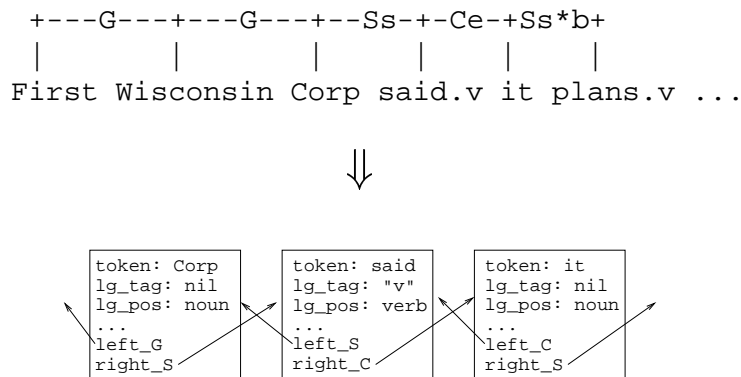 +---G---+---G---+--Ss-+-Ce-+Ss*b+
| | | | | |
First Wisconsin Corp said.v it plans.v ...
⇓
token: Corp
lg_tag: nil
lg_pos: noun
...
left_G
right_S
token: said
lg_tag: "v"
lg_pos: verb
...
left_S
right_C
token: it
lg_tag: nil
lg_pos: noun
...
left_C
right_S